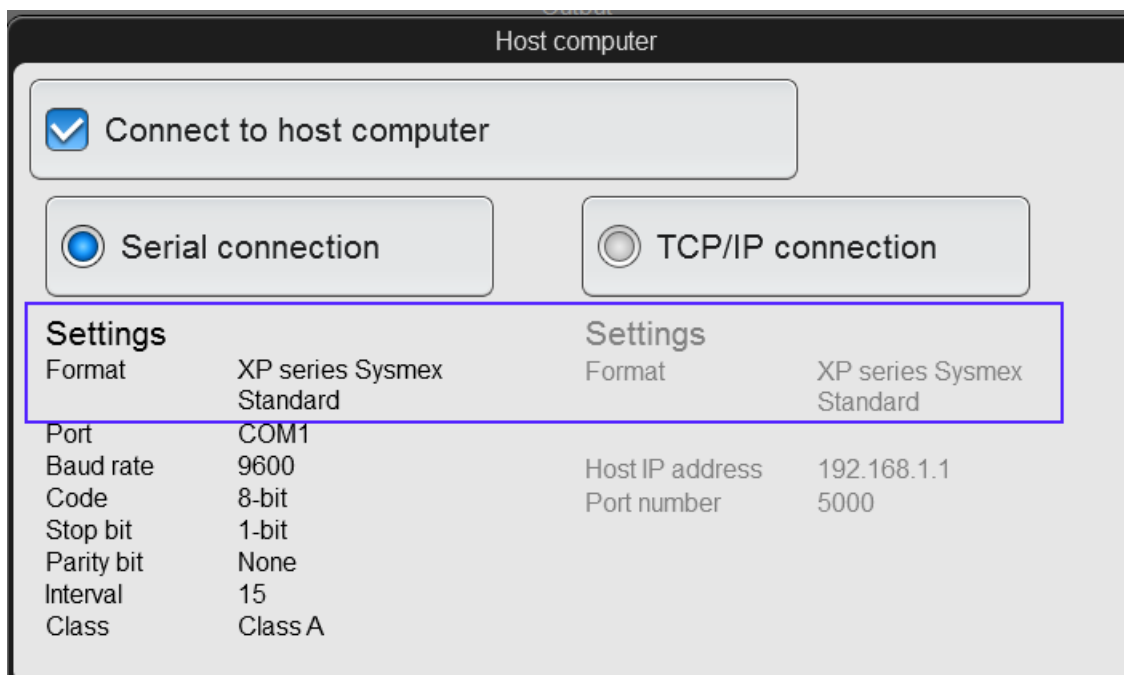 Output
Host computer
Connect to host computer
Serial connection
TCP/IP connection
Settings
Format XP series Sysmex
Standard
Port COM1
Baud rate 9600
Code 8-bit
Stop bit 1-bit
Parity bit None
Interval 15
Class Class A
Settings
Format XP series Sysmex
Standard
Host IP address 192.168.1.1
Port number 5000